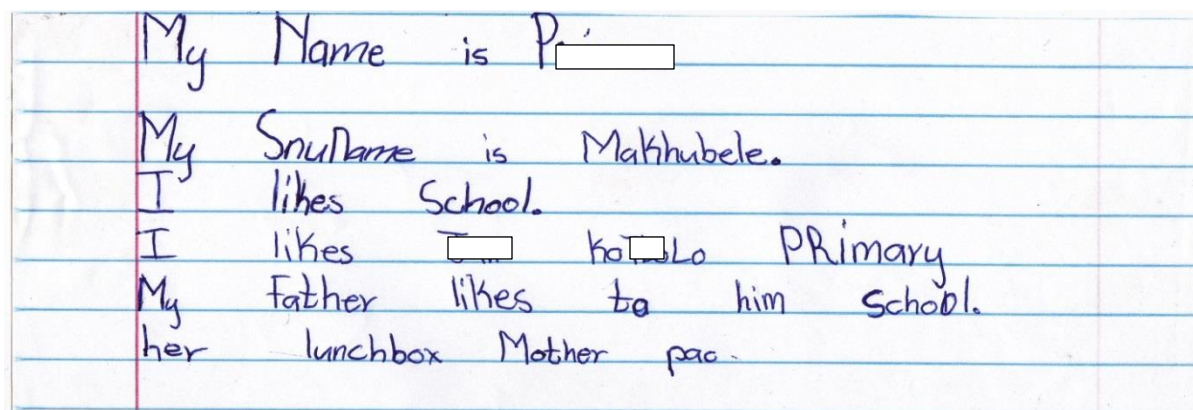 My Name is P
My SnuName is Makhubele.
I likes School.
I likes Lo PRimary
My father likes to him School.
her lunchbox Mother pac.